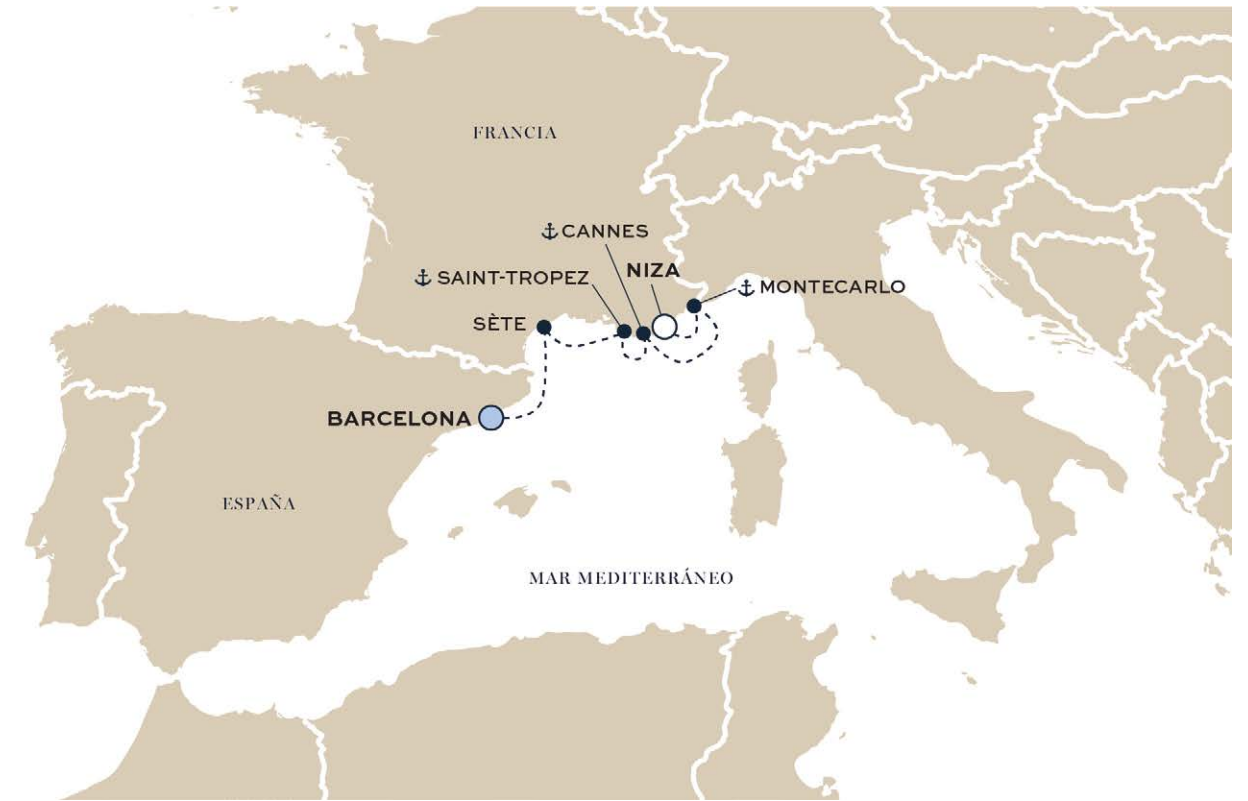 FRANCIA
CANNES
SAINT-TROPEZ
NIZA
MONTECARLO
SÈTE
BARCELONA
ESPAÑA
MAR MEDITERRÁNEO